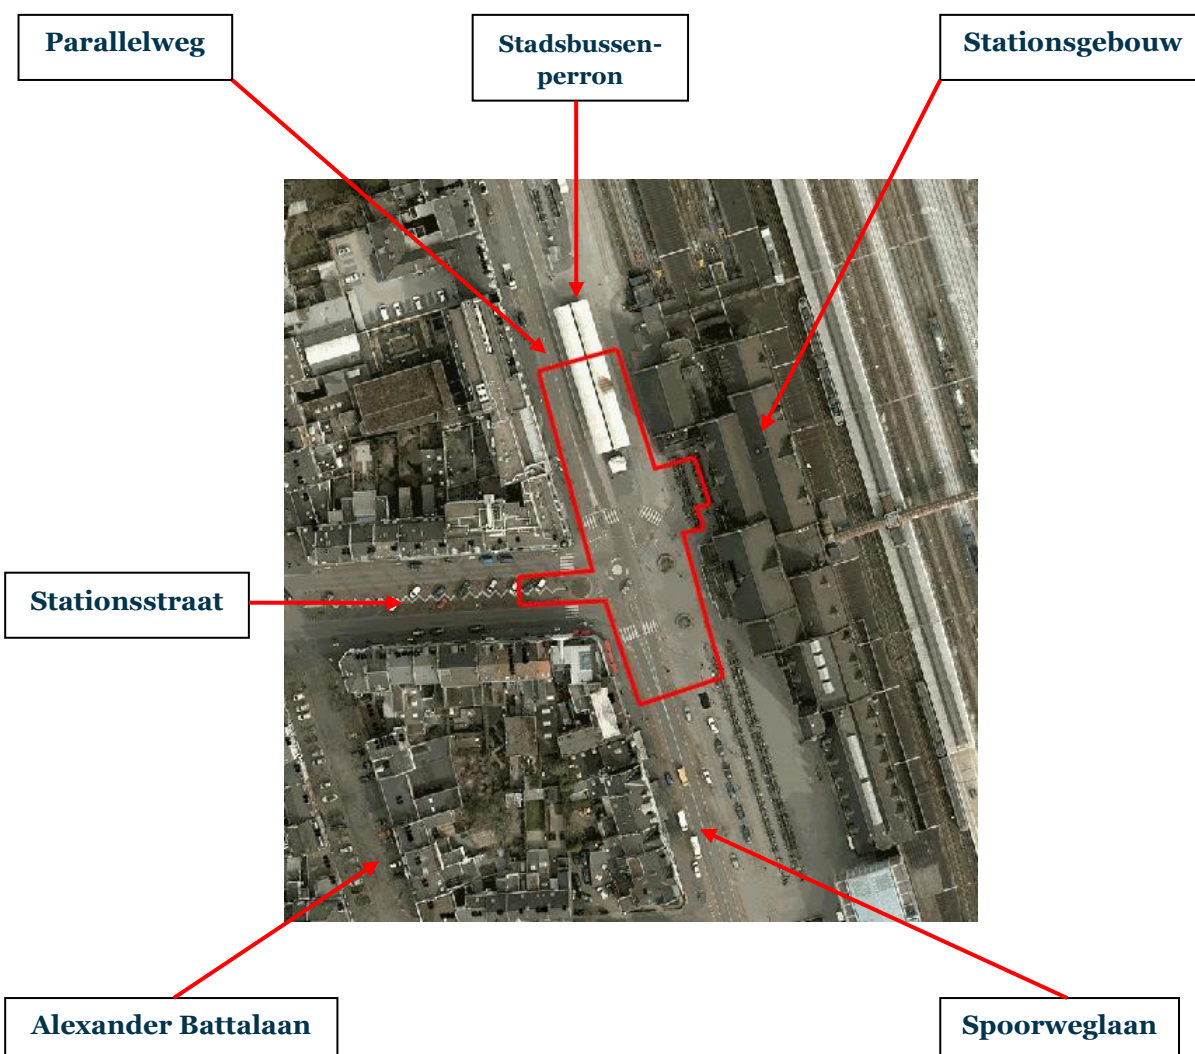 Parallelweg
Stadsbussen-
perron
Stationsgebouw
Stationsstraat
Alexander Battalaan
Spoorweglaan